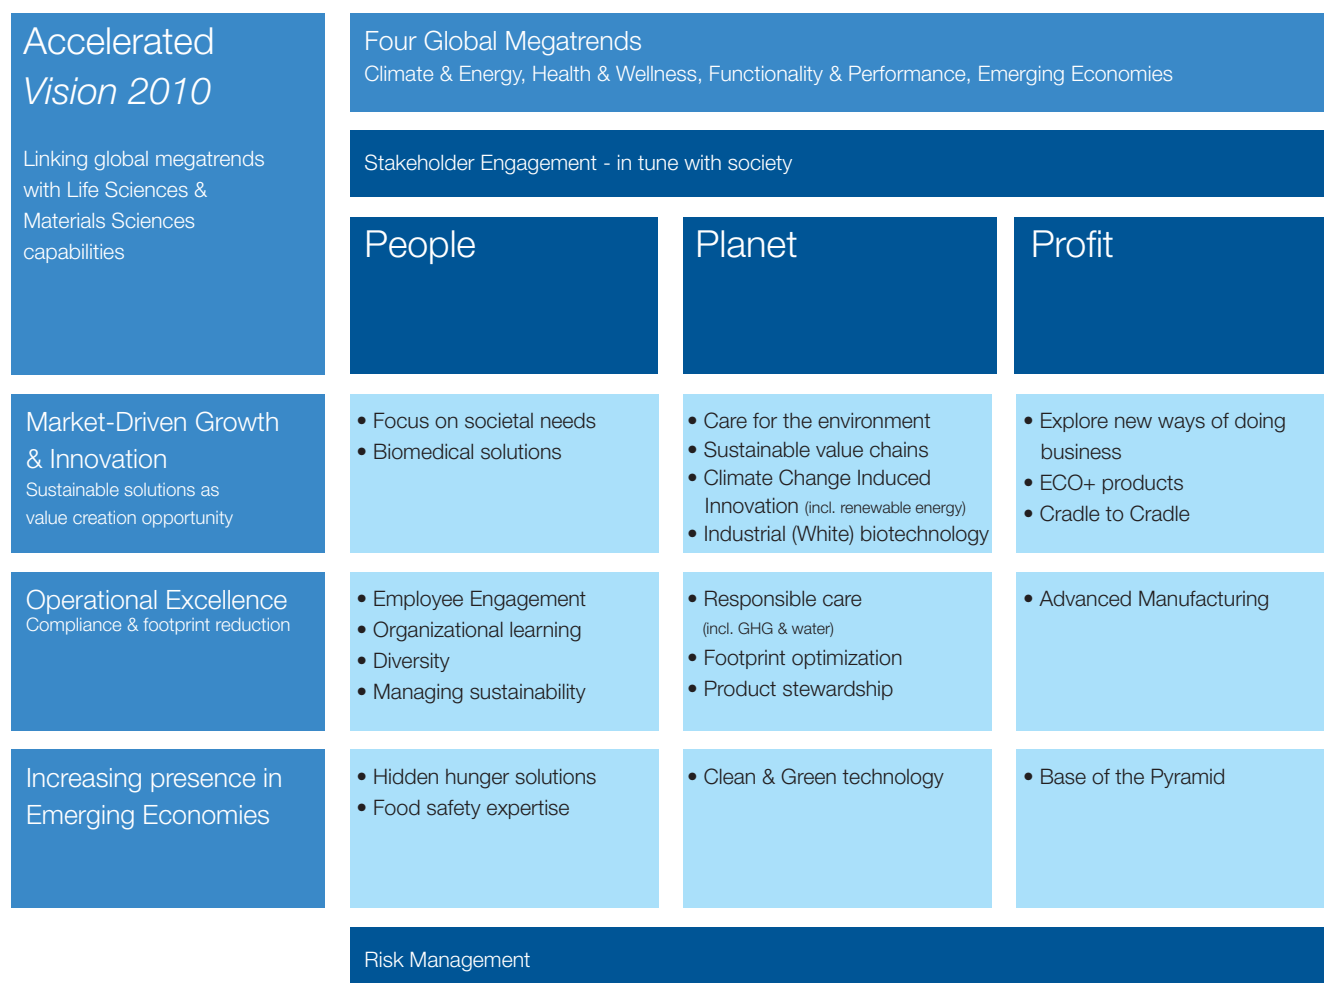 Accelerated
Vision 2010
Linking global megatrends
with Life Sciences &
Materials Sciences
capabilities
Four Global Megatrends
Climate & Energy, Health & Wellness, Functionality & Performance, Emerging Economies
Stakeholder Engagement - in tune with society
People
Planet
Profit
Market-Driven Growth
& Innovation
Sustainable solutions as
value creation opportunity
• Focus on societal needs
• Biomedical solutions
• Care for the environment
• Sustainable value chains
• Climate Change Induced
Innovation (incl. renewable energy)
• Industrial (White) biotechnology
• Explore new ways of doing
business
• ECO+ products
• Cradle to Cradle
Operational Excellence
Compliance & footprint reduction
• Employee Engagement
• Organizational learning
• Diversity
• Managing sustainability
• Responsible care
(incl. GHG & water)
• Footprint optimization
• Product stewardship
• Advanced Manufacturing
Increasing presence in
Emerging Economies
• Hidden hunger solutions
• Food safety expertise
• Clean & Green technology
• Base of the Pyramid
Risk Management